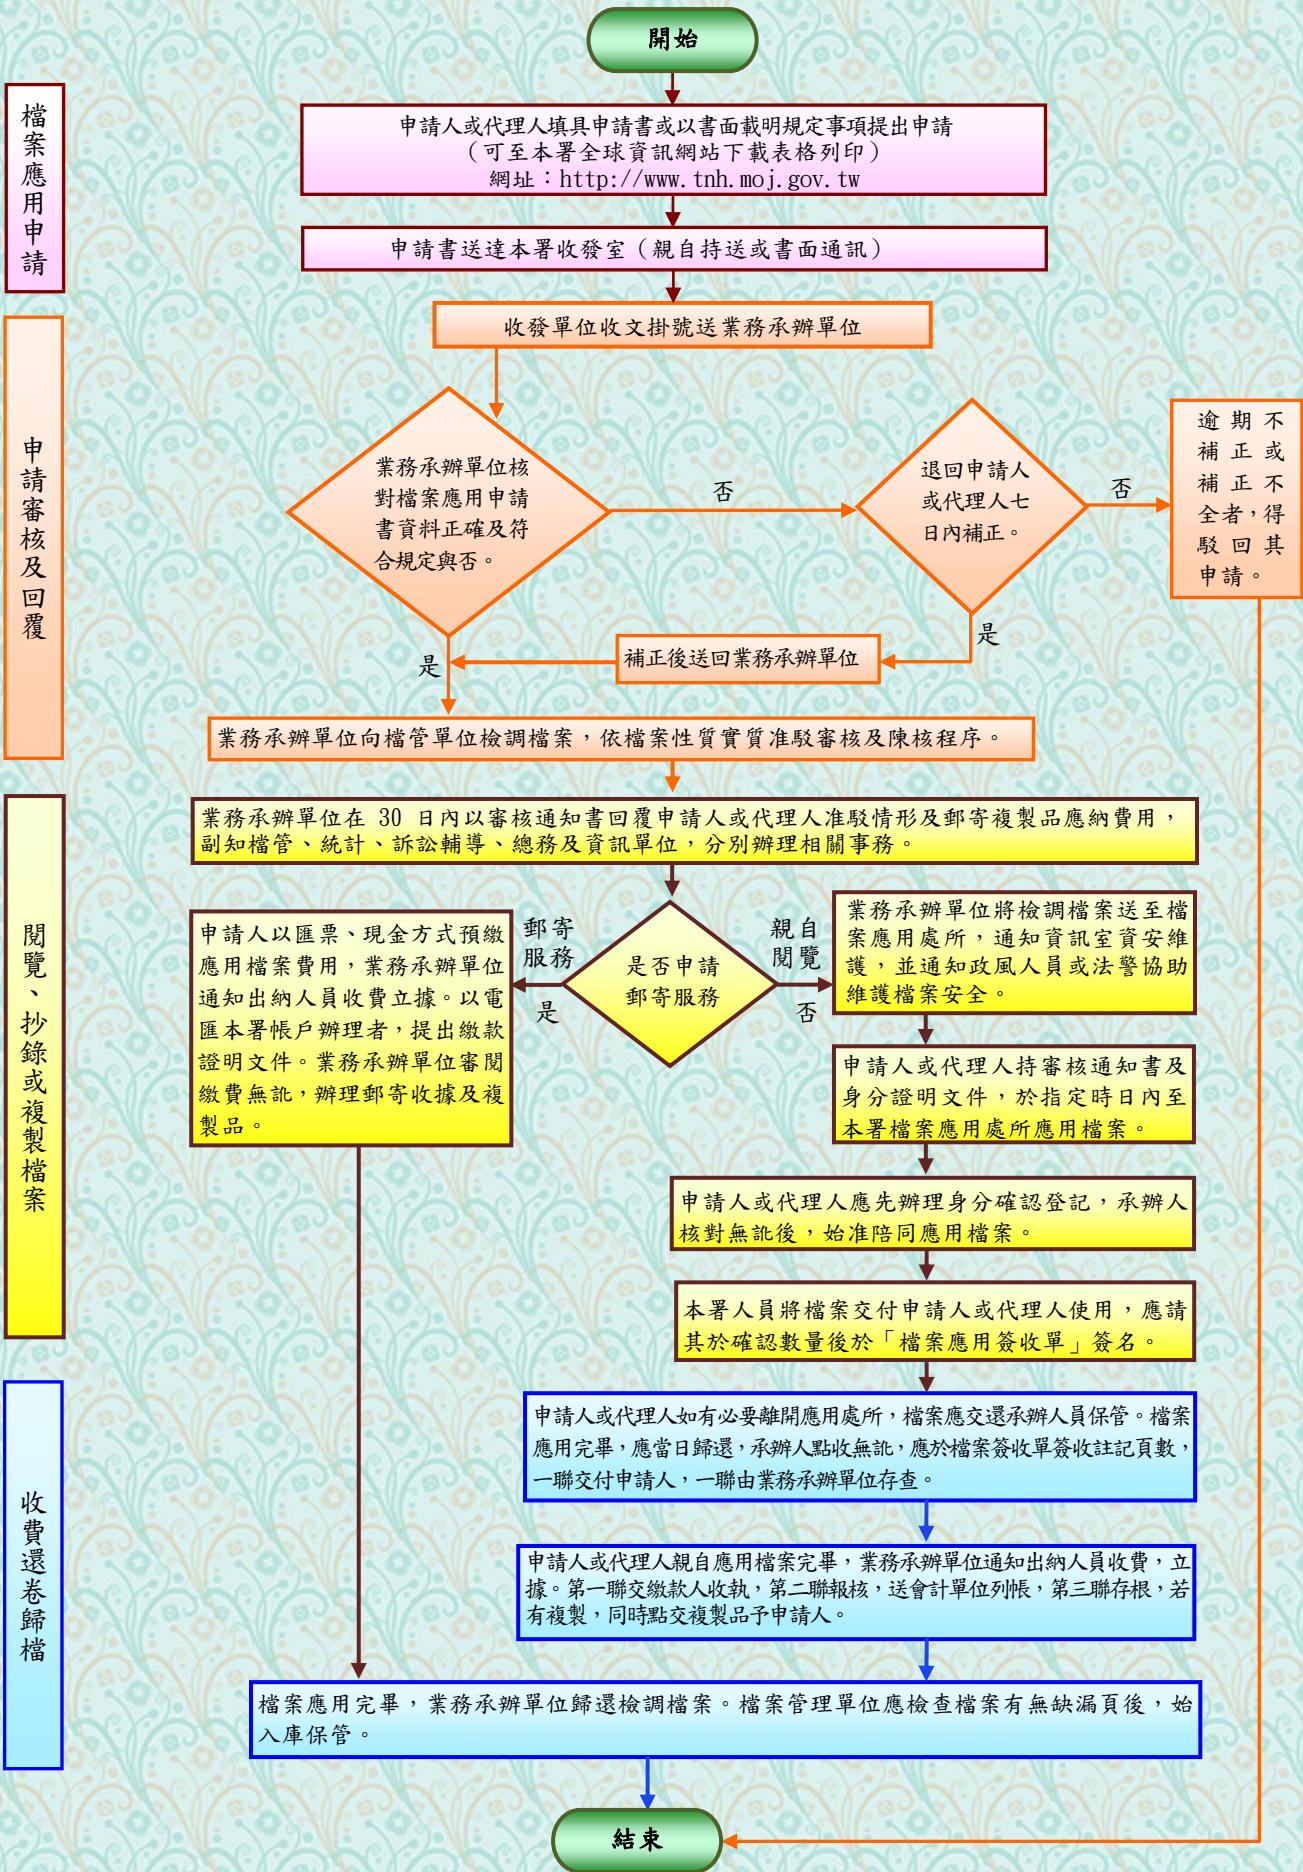 開始
檔案應用申請
申請人或代理人填具申請書或以書面載明規定事項提出申請
（可至本署全球資訊網站下載表格列印）
網址：http://www.tnh.moj.gov.tw
申請書送達本署收發室（親自持送或書面通訊）
申請審核及回覆
收發單位收文掛號送業務承辦單位
業務承辦單位核
對檔案應用申請
書資料正確及符
合規定與否。
否
退回申請人
或代理人七
日內補正。
否
逾期不
補正或
補正不
全者，得
駁回其
申請。
是
補正後送回業務承辦單位
是
業務承辦單位向檔管單位檢調檔案，依檔案性質實質准駁審核及陳核程序。
閱覽、抄錄或複製檔案
業務承辦單位在 30 日內以審核通知書回覆申請人或代理人准駁情形及郵寄複製品應納費用，
副知檔管、統計、訴訟輔導、總務及資訊單位，分別辦理相關事務。
是否申請
郵寄服務
郵寄
服務
是
申請人以匯票、現金方式預繳
應用檔案費用，業務承辦單位
通知出納人員收費立據。以電
匯本署帳戶辦理者，提出繳款
證明文件。業務承辦單位審閱
繳費無訛，辦理郵寄收據及複
製品。
親自
閱覽
否
業務承辦單位將檢調檔案送至檔
案應用處所，通知資訊室資安維
護，並通知政風人員或法警協助
維護檔案安全。
申請人或代理人持審核通知書及
身分證明文件，於指定時日內至
本署檔案應用處所應用檔案。
申請人或代理人應先辦理身分確認登記，承辦人
核對無訛後，始准陪同應用檔案。
本署人員將檔案交付申請人或代理人使用，應請
其於確認數量後於「檔案應用簽收單」簽名。
收費還卷歸檔
申請人或代理人如有必要離開應用處所，檔案應交還承辦人員保管。檔案
應用完畢，應當日歸還，承辦人點收無訛，應於檔案簽收單簽收註記頁數，
一聯交付申請人，一聯由業務承辦單位存查。
申請人或代理人親自應用檔案完畢，業務承辦單位通知出納人員收費，立
據。第一聯交繳款人收執，第二聯報核，送會計單位列帳，第三聯存根，若
有複製，同時點交複製品予申請人。
檔案應用完畢，業務承辦單位歸還檢調檔案。檔案管理單位應檢查檔案有無缺漏頁後，始
入庫保管。
結束